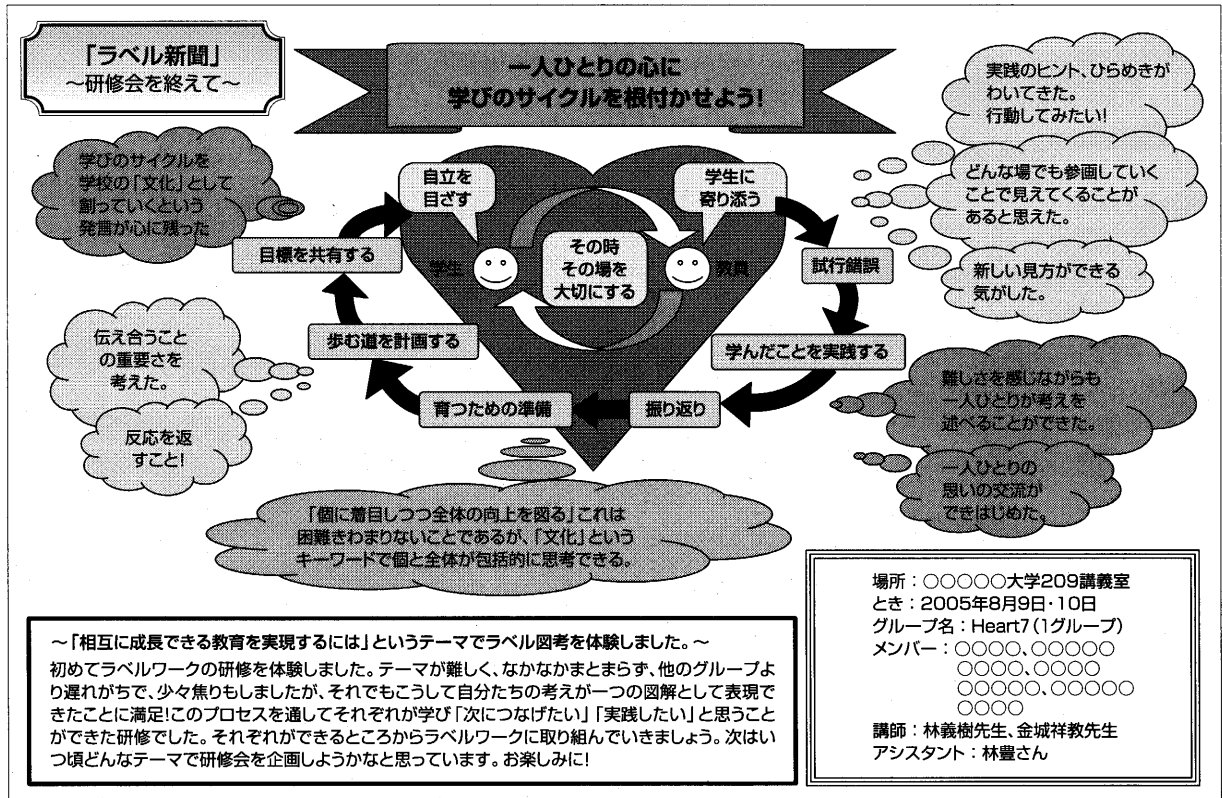 「ラベル新聞」
～研修会を終えて～
一人ひとりの心に
学びのサイクルを根付かせよう!
実践のヒント、ひらめきが
わいてきた。
行動してみたい!
どんな場でも参画していく
ことで見えてくることが
あると思えた。
新しい見方ができる
気がした。
学びのサイクルを
学校の「文化」として
創っていくという
発言が心に残った
自立を
目ざす
学生に
寄り添う
学生
その時
その場を
大切にする
教員
目標を共有する
試行錯誤
歩む道を計画する
学んだことを実践する
育つための準備
振り返り
伝え合うこと
の重要さを
考えた。
反応を返
すこと!
難しさを感じながらも
一人ひとりが考えを
述べることができた。
一人ひとりの
思いの交流が
できはじめた。
「個に着目しつつ全体の向上を図る」これは
困難きわまりないことであるが、「文化」という
キーワードで個と全体が包括的に思考できる。
～「相互に成長できる教育を実現するには」というテーマでラベル図考を体験しました。～
初めてラベルワークの研修を体験しました。テーマが難しく、なかなかまとまらず、他のグループより
遅れがちで、少々焦りもしましたが、それでもこうして自分たちの考えが一つの図解として表現で
きたことに満足!このプロセスを通してそれぞれが学び「次につなげたい」「実践したい」と思うこと
ができた研修でした。それぞれができるところからラベルワークに取り組んでいきましょう。次はい
つ頃どんなテーマで研修会を企画しようかなと思っています。お楽しみに!
場所：○○○○○大学209講義室
とき：2005年8月9日・10日
グループ名：Heart7（1グループ）
メンバー：○○○○、○○○○○
○○○○、○○○○
○○○○○、○○○○○
○○○○
講師：林義樹先生、金城祥教先生
アシスタント：林豊さん